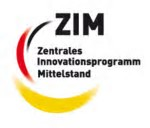 ZIM
Zentrales
Innovationsprogramm
Mittelstand